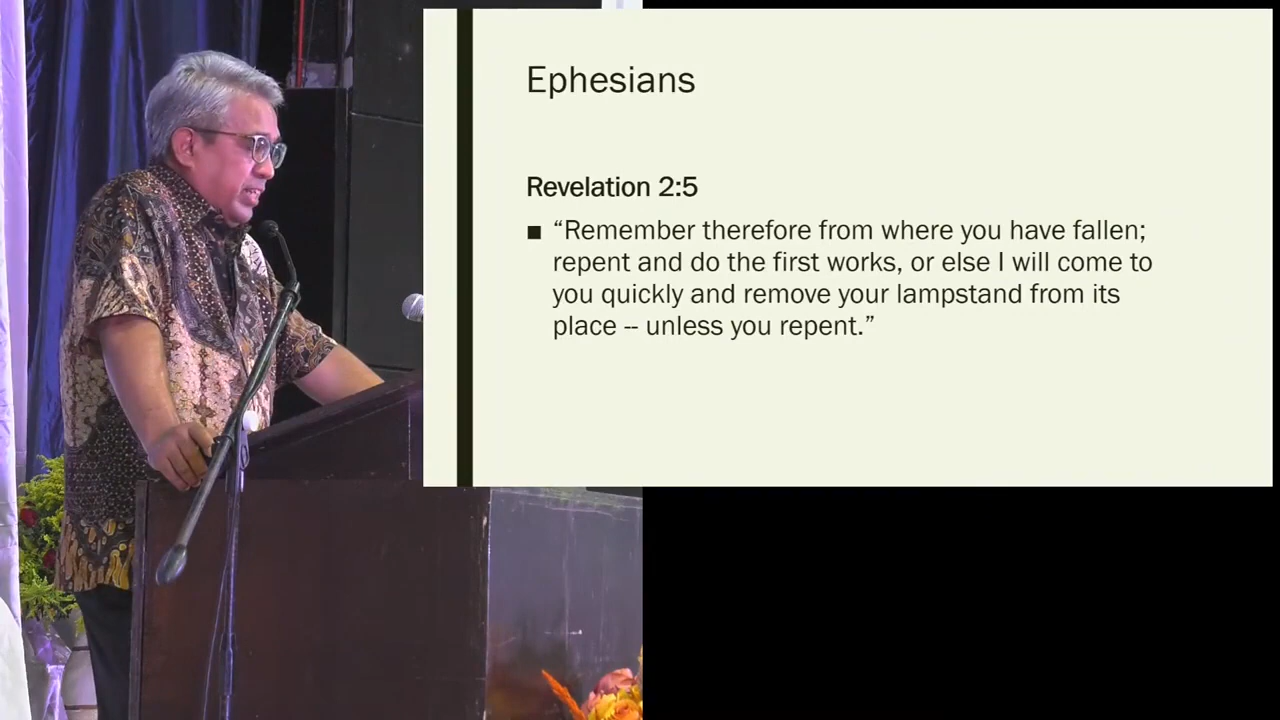 Ephesians
Revelation 2:5
■ “Remember therefore from where you have fallen;
repent and do the first works, or else I will come to
you quickly and remove your lampstand from its
place -- unless you repent.”